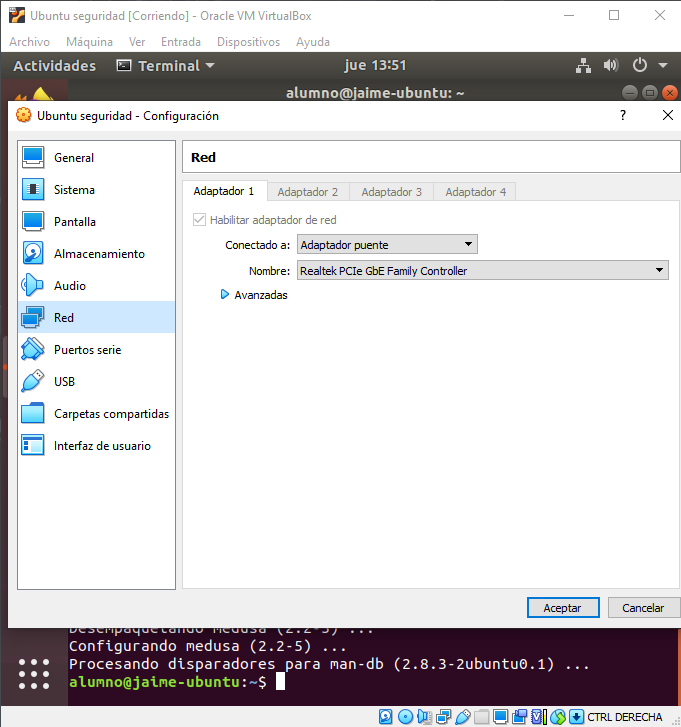 Ubuntu seguridad [Corriendo] - Oracle VM VirtualBox
Archivo Máquina Ver Entrada Dispositivos Ayuda
Actividades Terminal jue 13:51
alumno@jaime-ubuntu: ~
Ubuntu seguridad - Configuración ?
General
Sistema
Pantalla
Almacenamiento
Audio
Red
Puertos serie
USB
Carpetas compartidas
Interfaz de usuario
Red
Adaptador 1 Adaptador 2 Adaptador 3 Adaptador 4
Habilitar adaptador de red
Conectado a: Adaptador puente
Nombre: Realtek PCIe GbE Family Controller
Avanzadas
Aceptar Cancelar
Desempaquetando medusa (2.2-5) ...
Configurando medusa (2.2-5) ...
Procesando disparadores para man-db (2.8.3-2ubuntu0.1) ...
alumno@jaime-ubuntu:~$
CTRL DERECHA